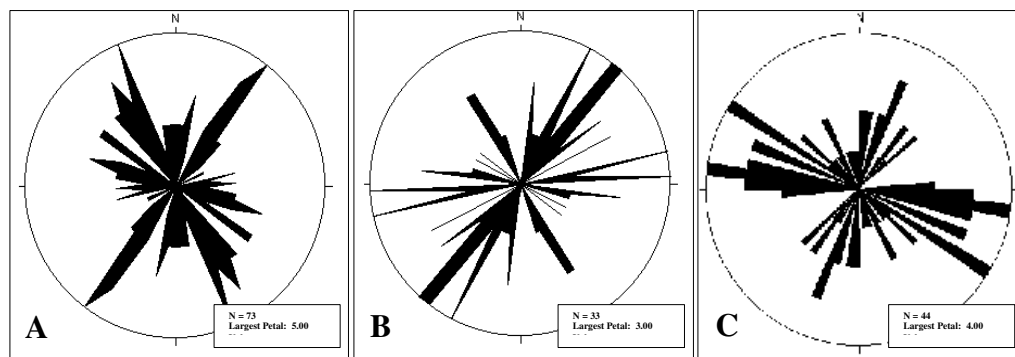 N
N
A
N = 73
Largest Petal: 5.00
B
N = 33
Largest Petal: 3.00
C
N = 44
Largest Petal: 4.00